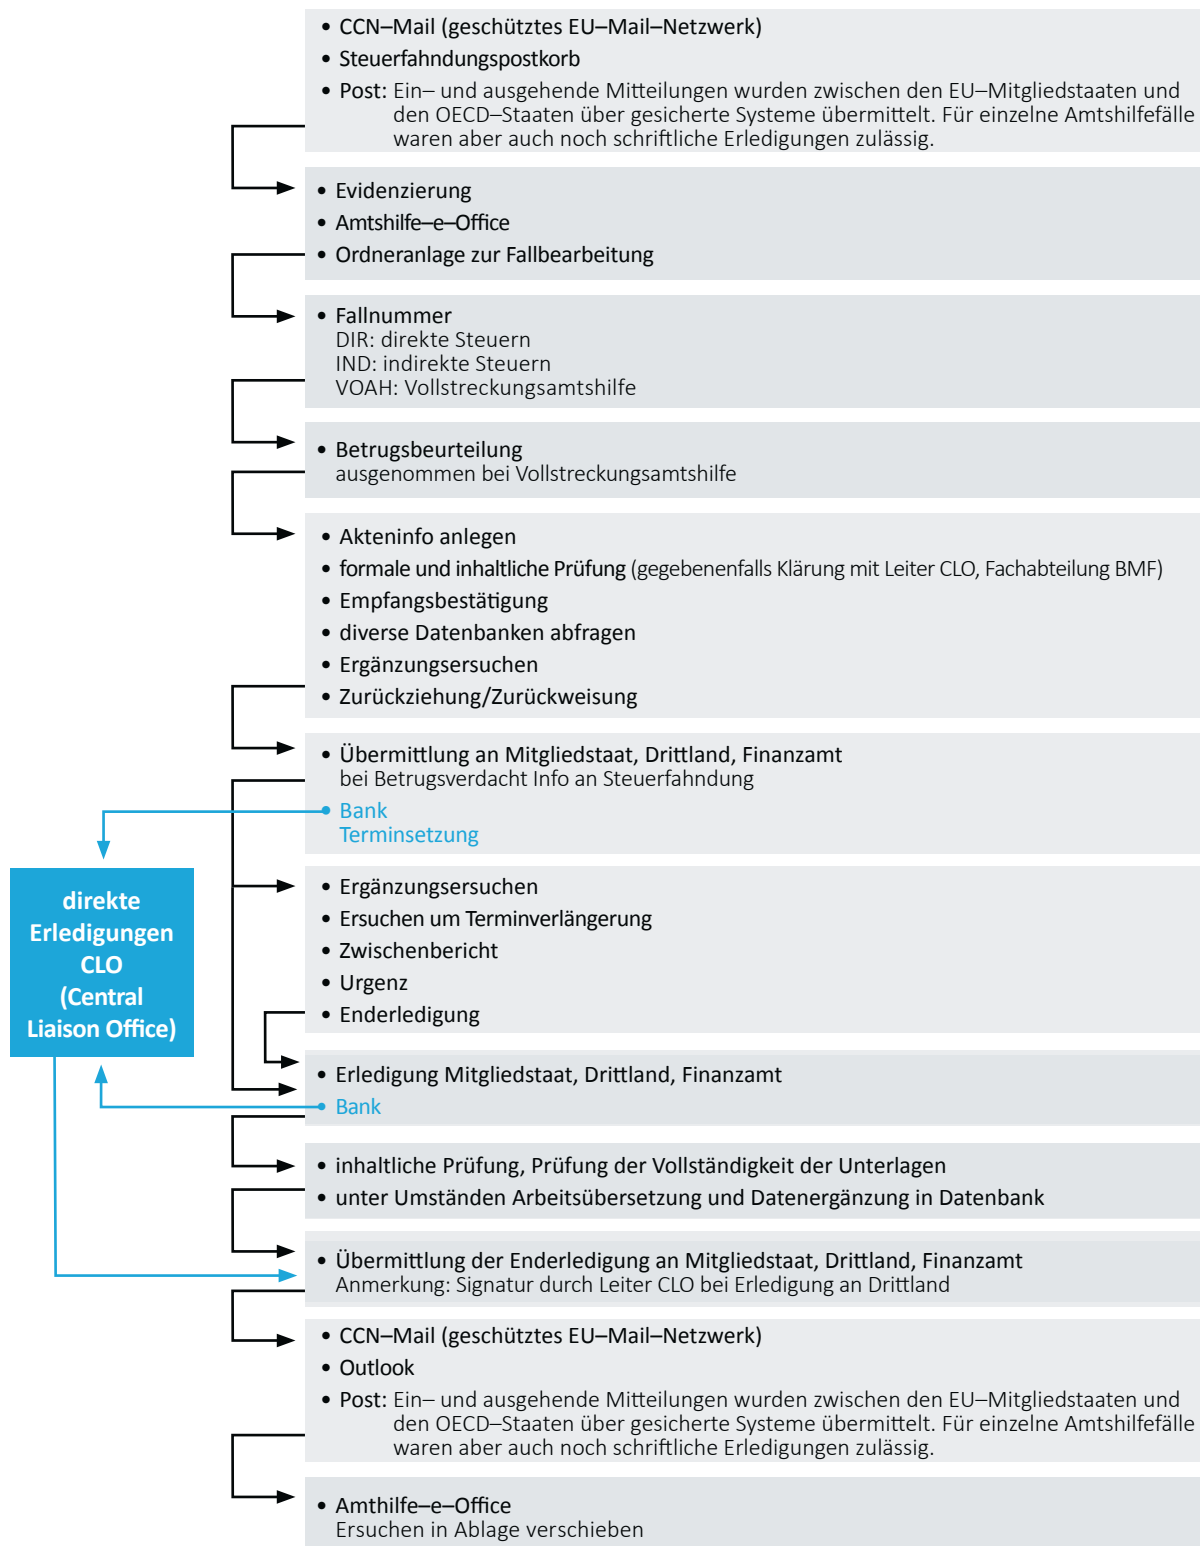 • CCN–Mail (geschütztes EU–Mail–Netzwerk)
• Steuerfahndungspostkorb
• Post: Ein– und ausgehende Mitteilungen wurden zwischen den EU–Mitgliedstaaten und
den OECD–Staaten über gesicherte Systeme übermittelt. Für einzelne Amtshilfefälle
waren aber auch noch schriftliche Erledigungen zulässig.
• Evidenzierung
• Amtshilfe–e–Office
• Ordneranlage zur Fallbearbeitung
• Fallnummer
DIR: direkte Steuern
IND: indirekte Steuern
VOAH: Vollstreckungsamtshilfe
• Betrugsbeurteilung
ausgenommen bei Vollstreckungsamtshilfe
• Akteninfo anlegen
• formale und inhaltliche Prüfung (gegebenenfalls Klärung mit Leiter CLO, Fachabteilung BMF)
• Empfangsbestätigung
• diverse Datenbanken abfragen
• Ergänzungsersuchen
• Zurückziehung/Zurückweisung
• Übermittlung an Mitgliedstaat, Drittland, Finanzamt
bei Betrugsverdacht Info an Steuerfahndung
• Bank
Terminsetzung
direkte
Erledigungen
CLO
(Central
Liaison Office)
• Ergänzungsersuchen
• Ersuchen um Terminverlängerung
• Zwischenbericht
• Urgenz
• Enderledigung
• Erledigung Mitgliedstaat, Drittland, Finanzamt
• Bank
• inhaltliche Prüfung, Prüfung der Vollständigkeit der Unterlagen
• unter Umständen Arbeitsübersetzung und Datenergänzung in Datenbank
• Übermittlung der Enderledigung an Mitgliedstaat, Drittland, Finanzamt
Anmerkung: Signatur durch Leiter CLO bei Erledigung an Drittland
• CCN–Mail (geschütztes EU–Mail–Netzwerk)
• Outlook
• Post: Ein– und ausgehende Mitteilungen wurden zwischen den EU–Mitgliedstaaten und
den OECD–Staaten über gesicherte Systeme übermittelt. Für einzelne Amtshilfefälle
waren aber auch noch schriftliche Erledigungen zulässig.
• Amthilfe–e–Office
Ersuchen in Ablage verschieben